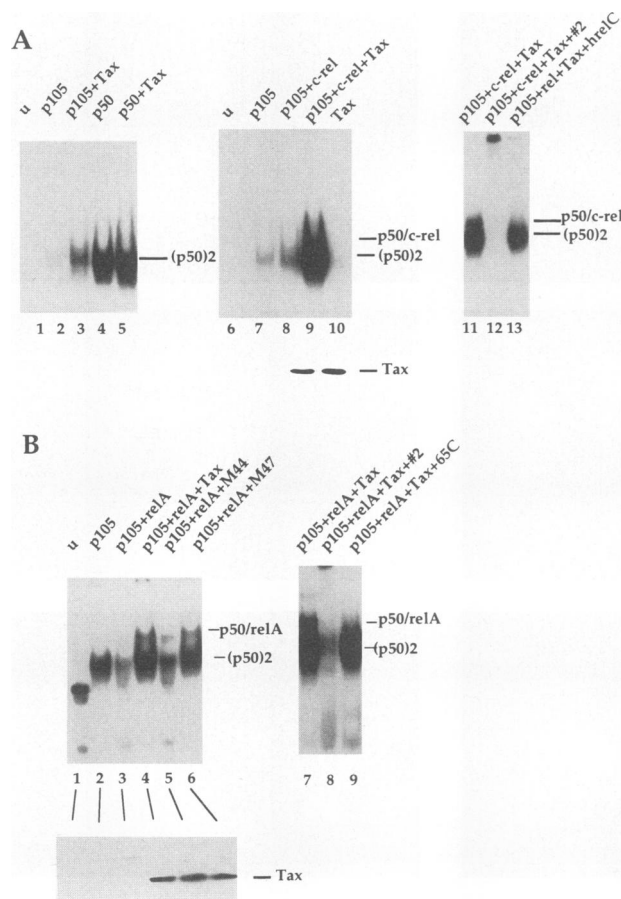 A
u
p105
p105+Tax
p50
p50+Tax
(p50)2
1 2 3 4 5
u
p105
p105+c-rel
p105+c-rel+Tax
Tax
p50/c-rel
(p50)2
6 7 8 9 10
Tax
p105+c-rel+Tax
p105+c-rel+Tax+#2
p105+rel+Tax+hrelC
p50/c-rel
(p50)2
11 12 13
B
u
p105
p105+relA
p105+relA+Tax
p105+relA+M44
p105+relA+M47
p50/relA
(p50)2
1 2 3 4 5 6
Tax
p105+relA+Tax
p105+relA+Tax+#2
p105+relA+Tax+65C
p50/relA
(p50)2
7 8 9